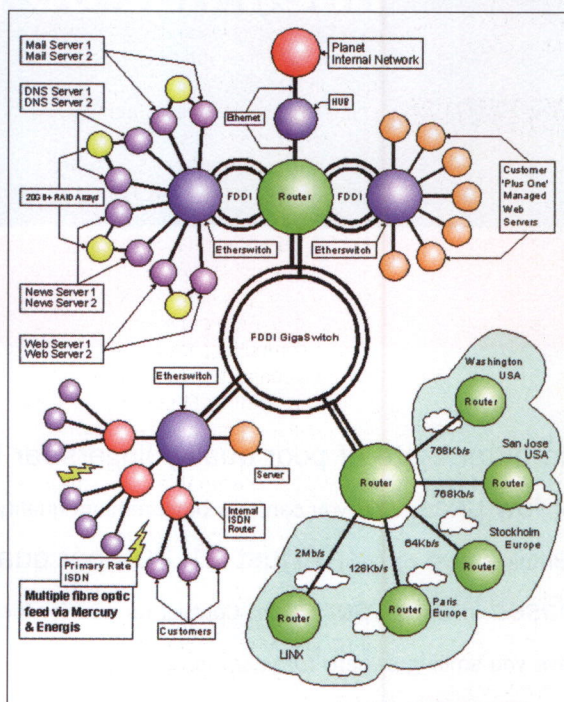 Mail Server 1
Mail Server 2
Planet
Internal Network
DNS Server 1
DNS Server 2
HUB
Ethernet
20GB+ RAID Arrays
FDDI
Router
FDDI
Customer
'Plus One'
Managed
Web
Servers
Etherswitch
Etherswitch
News Server 1
News Server 2
Web Server 1
Web Server 2
FDDI GigaSwitch
Etherswitch
Washington
USA
Router
768Kb/s
San Jose
USA
Router
Router
768Kb/s
Server
Internal
ISDN
Router
64Kb/s
Stockholm
Europe
Router
2Mb/s
128Kb/s
Primary Rate
ISDN
Multiple fibre optic
feed via Mercury
& Energis
Customers
Router
Paris
Europe
Router
LINX